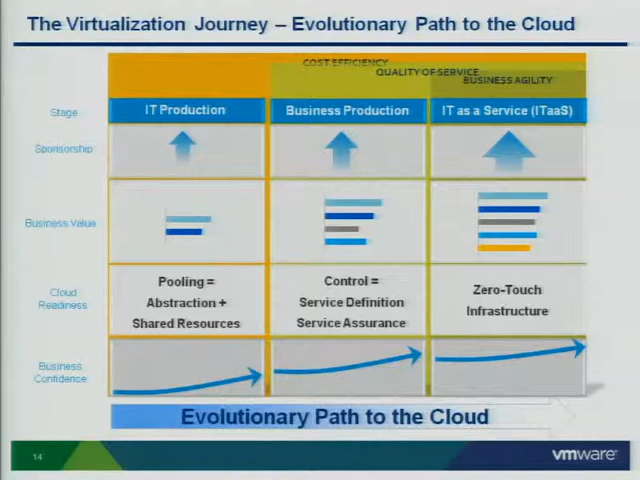 The Virtualization Journey – Evolutionary Path to the Cloud
COST EFFICIENCY
QUALITY OF SERVICE
BUSINESS AGILITY
Stage
IT Production
Business Production
IT as a Service (ITaaS)
Sponsorship
Business Value
Cloud
Readiness
Pooling =
Abstraction +
Shared Resources
Control =
Service Definition
Service Assurance
Zero-Touch
Infrastructure
Business
Confidence
Evolutionary Path to the Cloud
14
vmware